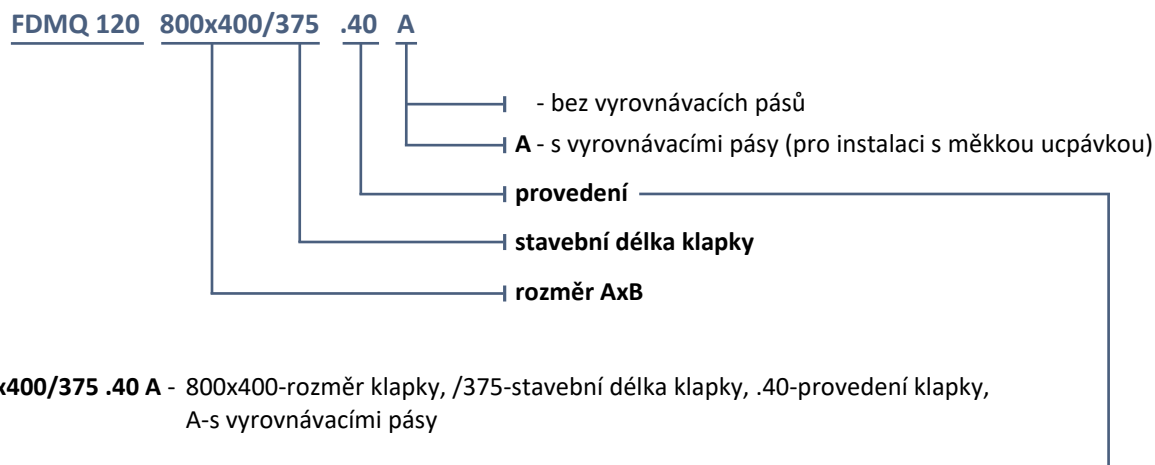 FDMQ 120 800x400/375 .40 A
- bez vyrovnávacích pásů
A - s vyrovnávacími pásy (pro instalaci s měkkou ucpávkou)
provedení
stavební délka klapky
rozměr AxB
x400/375 .40 A - 800x400-rozměr klapky, /375-stavební délka klapky, .40-provedení klapky,
A-s vyrovnávacími pásy